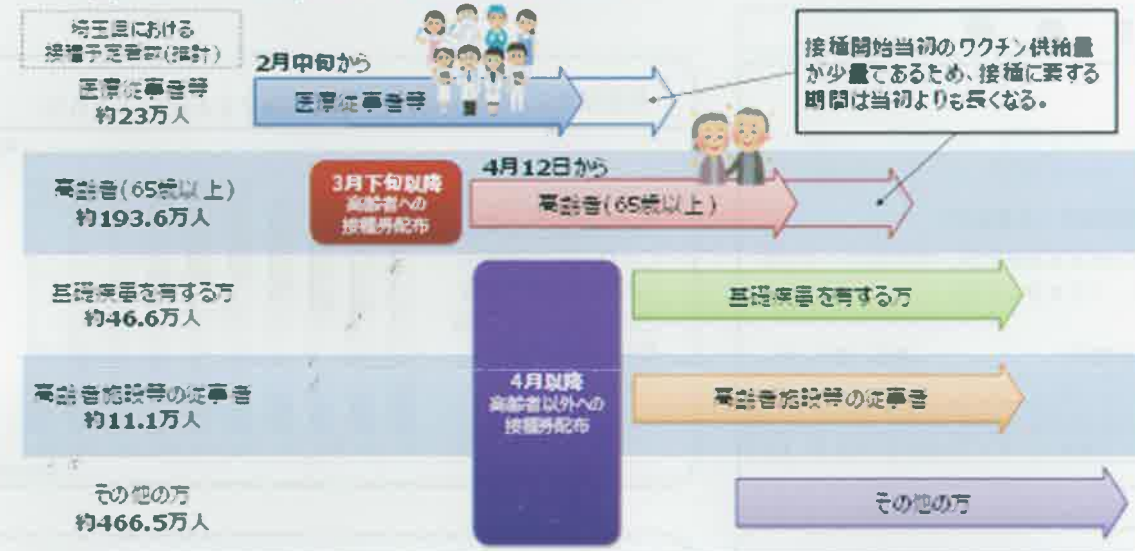 埼玉県における
接種予定者数(推計)
医療従事者等
約23万人
2月中旬から
医療従事者等
接種開始当初のワクチン供給量
が少量であるため、接種に要する
期間は当初よりも長くなる。
高齢者(65歳以上)
約193.6万人
3月下旬以降
高齢者への
接種券配布
4月12日から
高齢者(65歳以上)
基礎疾患を有する方
約46.6万人
基礎疾患を有する方
高齢者施設等の従事者
約11.1万人
4月以降
高齢者以外への
接種券配布
高齢者施設等の従事者
その他の方
約466.5万人
その他の方